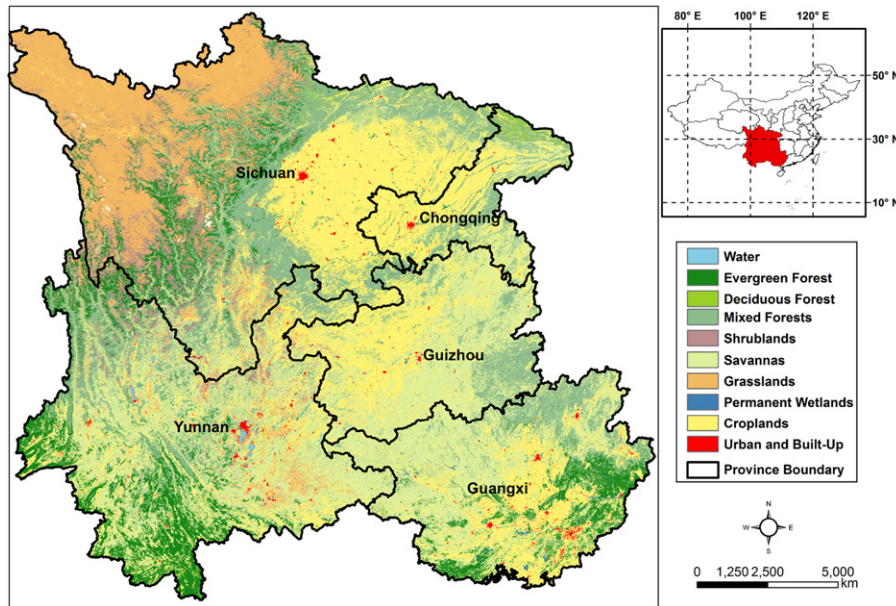 80° E 100° E 120° E
50° N
30° N
10° N
Sichuan
Chongqing
Guizhou
Yunnan
Guangxi
Water
Evergreen Forest
Deciduous Forest
Mixed Forests
Shrublands
Savannas
Grasslands
Permanent Wetlands
Croplands
Urban and Built-Up
Province Boundary
N
W E
S
0 1,250 2,500 5,000
km